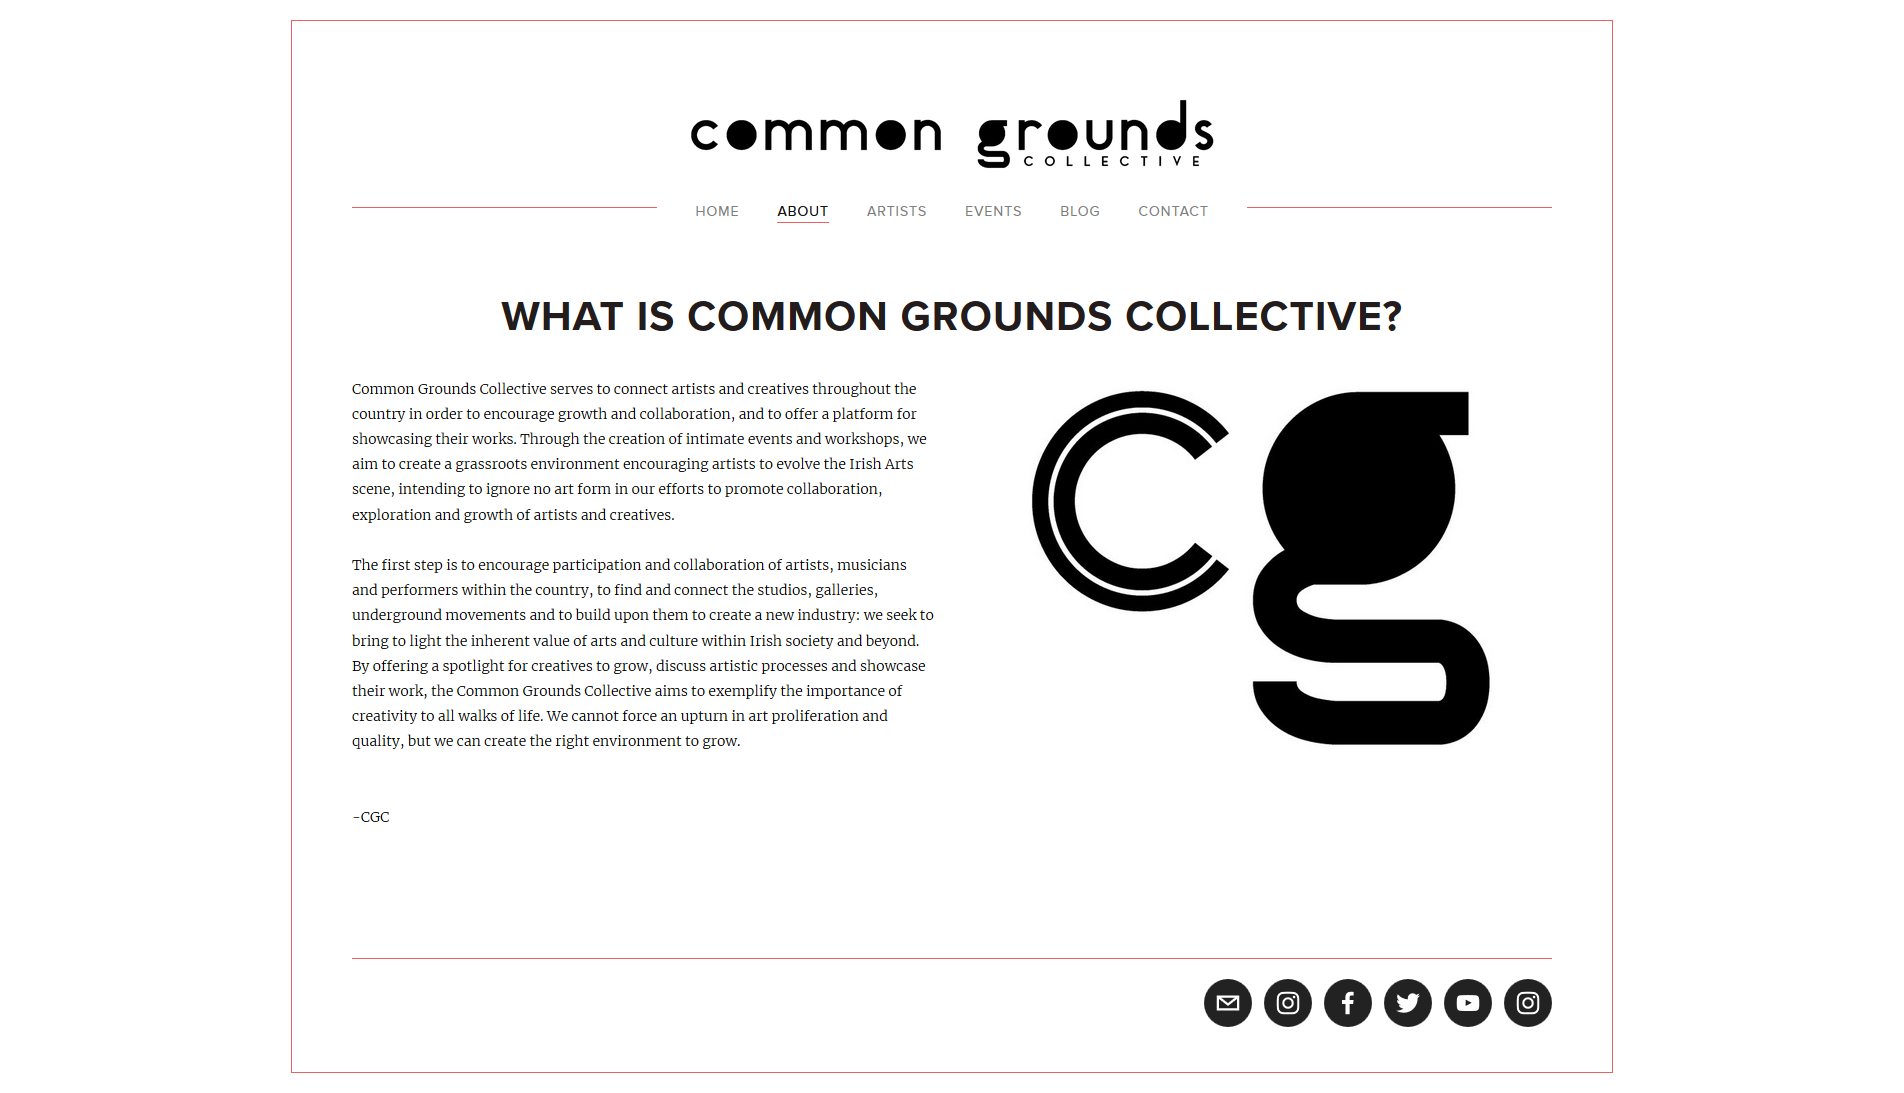 common grounds
COLLECTIVE
HOME ABOUT ARTISTS EVENTS BLOG CONTACT
WHAT IS COMMON GROUNDS COLLECTIVE?
Common Grounds Collective serves to connect artists and creatives throughout the
country in order to encourage growth and collaboration, and to offer a platform for
showcasing their works. Through the creation of intimate events and workshops, we
aim to create a grassroots environment encouraging artists to evolve the Irish Arts
scene, intending to ignore no art form in our efforts to promote collaboration,
exploration and growth of artists and creatives.
The first step is to encourage participation and collaboration of artists, musicians
and performers within the country, to find and connect the studios, galleries,
underground movements and to build upon them to create a new industry: we seek to
bring to light the inherent value of arts and culture within Irish society and beyond.
By offering a spotlight for creatives to grow, discuss artistic processes and showcase
their work, the Common Grounds Collective aims to exemplify the importance of
creativity to all walks of life. We cannot force an upturn in art proliferation and
quality, but we can create the right environment to grow.
-CGC
cg